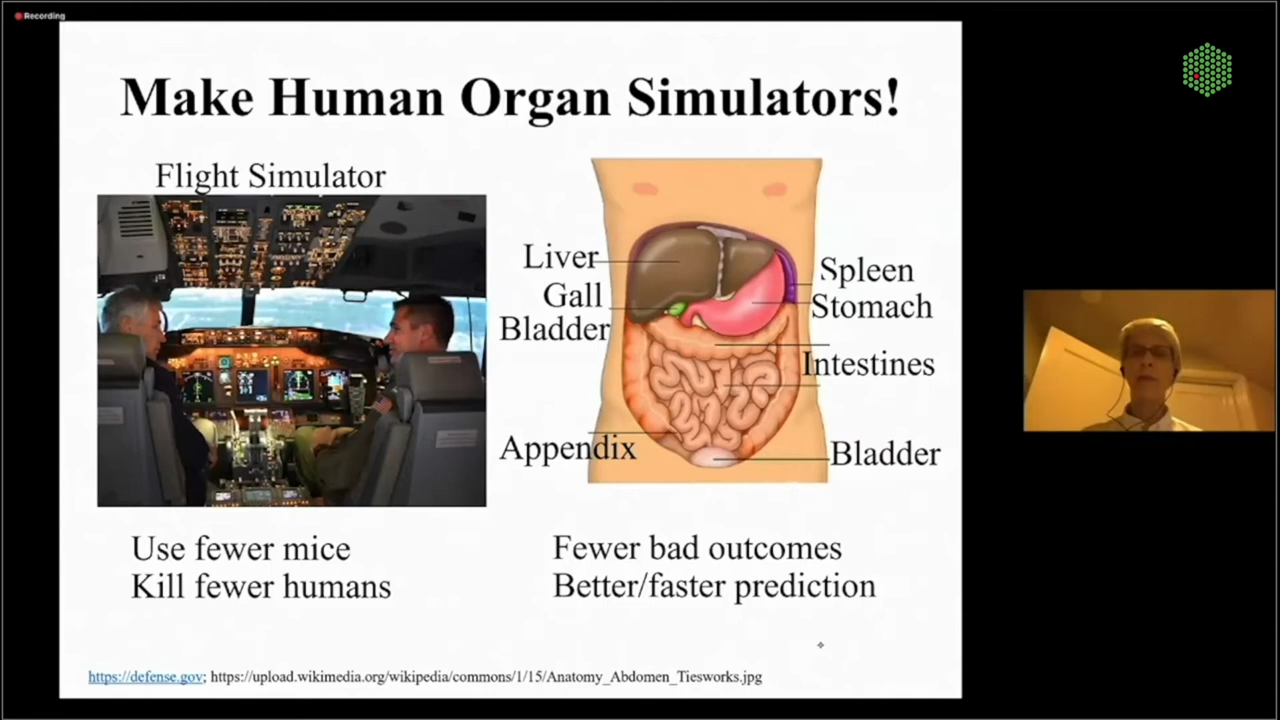 Recording
Make Human Organ Simulators!
Flight Simulator
Liver
Gall
Bladder
Appendix
Spleen
Stomach
Intestines
Bladder
Use fewer mice
Kill fewer humans
Fewer bad outcomes
Better/faster prediction
https://defense.gov; https://upload.wikimedia.org/wikipedia/commons/1/15/Anatomy_Abdomen_Tiesworks.jpg